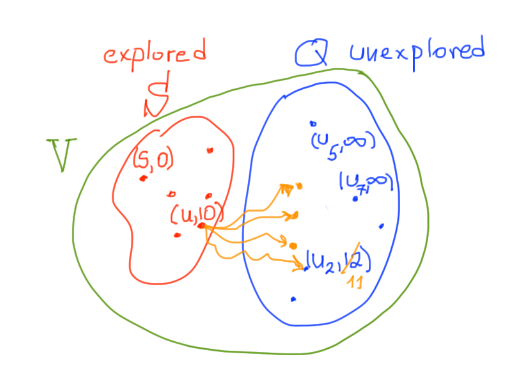 explored
S
Q unexplored
V
(S,0)
(u,10)
(u5,∞)
(u7,∞)
(u2,12)
11